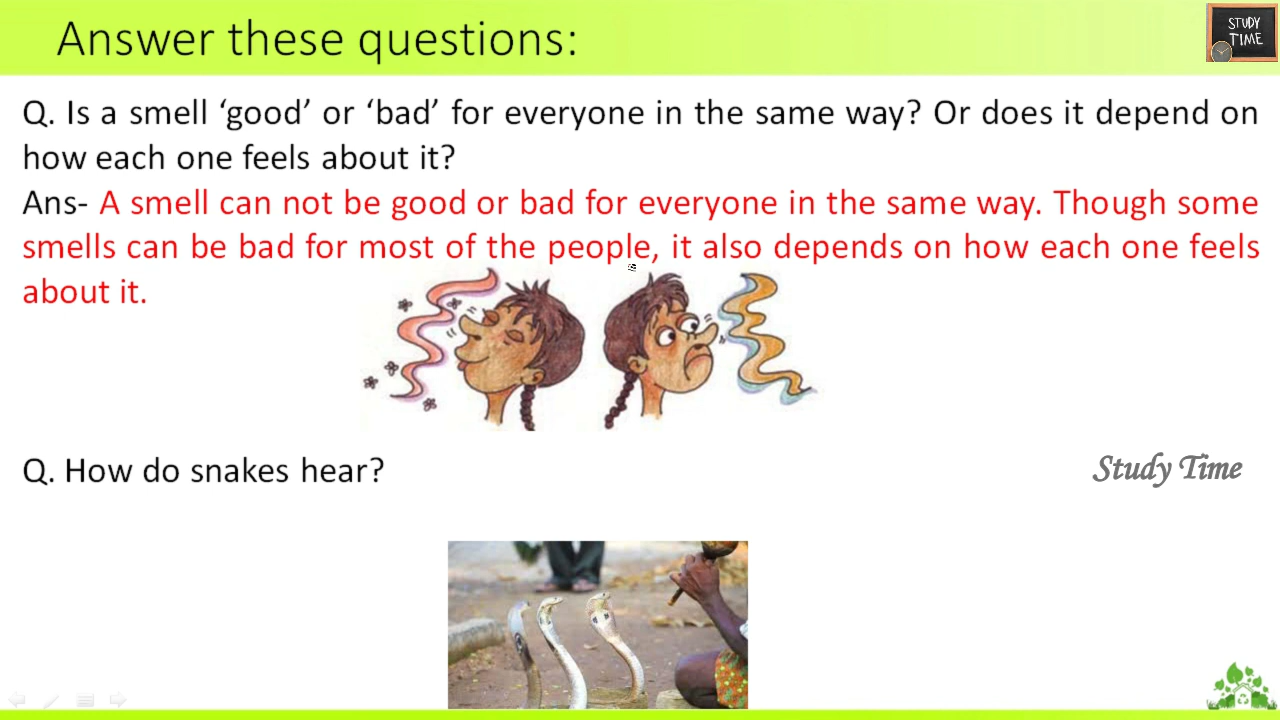 Answer these questions:
STUDY
TIME
Q. Is a smell ‘good’ or ‘bad’ for everyone in the same way? Or does it depend on
how each one feels about it?
Ans- A smell can not be good or bad for everyone in the same way. Though some
smells can be bad for most of the people, it also depends on how each one feels
about it.
Q. How do snakes hear?
Study Time